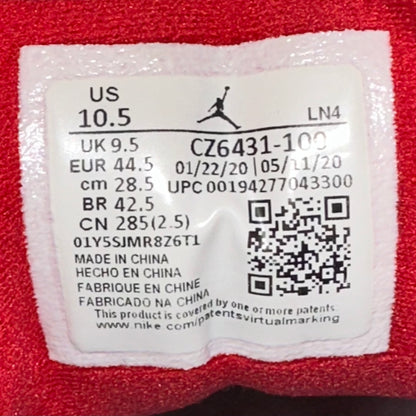 US
10.5
LN4
UK 9.5
CZ6431-100
EUR 44.5
01/22/20 | 05/11/20
cm 28.5
UPC 00194277043300
BR 42.5
CN 285(2.5)
01Y5SJMR8Z6T1
MADE IN CHINA
HECHO EN CHINA
FABRIQUE EN CHINE
FABRICADO NA CHINA
This product is covered by one or more patents.
www.nike.com/patentsvirtualmarking